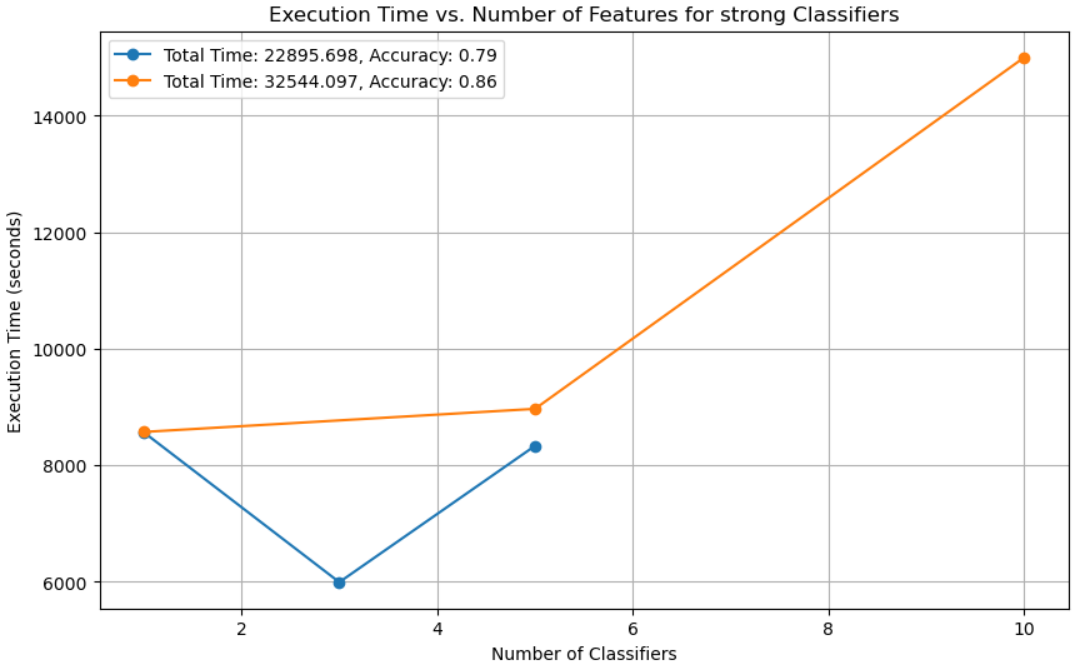 Execution Time vs. Number of Features for strong Classifiers
Total Time: 22895.698, Accuracy: 0.79
Total Time: 32544.097, Accuracy: 0.86
Execution Time (seconds)
14000
12000
10000
8000
6000
2 4 6 8 10
Number of Classifiers